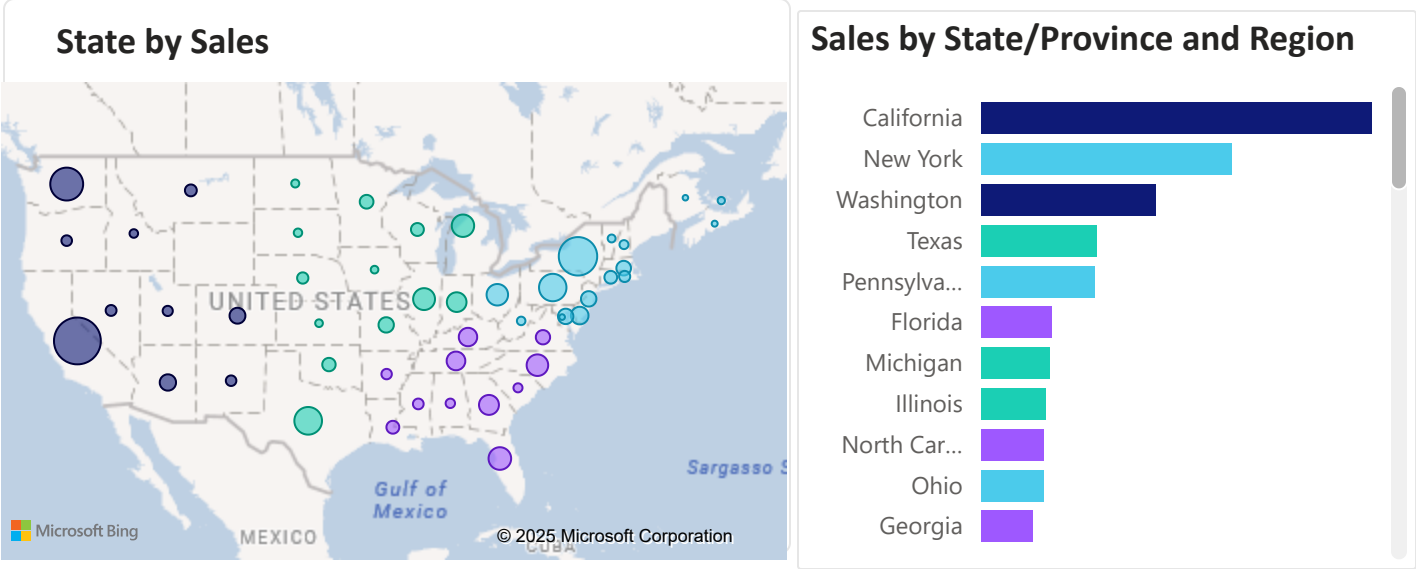 State by Sales
UNITED STATES
Gulf of
Mexico
Sargasso S
MEXICO
CUBA
Microsoft Bing
© 2025 Microsoft Corporation
Sales by State/Province and Region
California
New York
Washington
Texas
Pennsylva...
Florida
Michigan
Illinois
North Car...
Ohio
Georgia